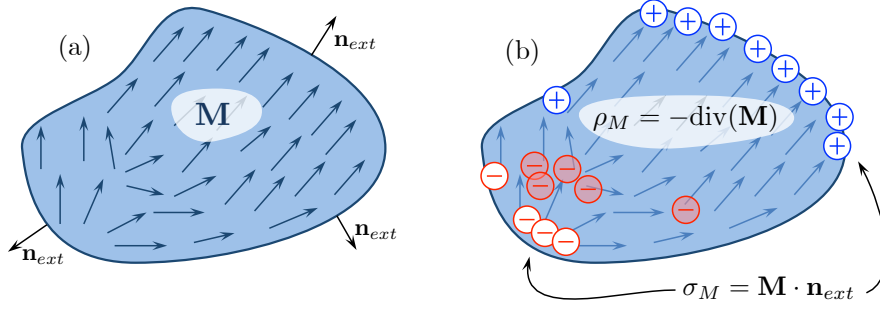 (a)
n_ext
M
n_ext
n_ext
(b)
+ + + + + + + + +
ρ_M = −div(M)
− − − − − − − − −
σ_M = M · n_ext